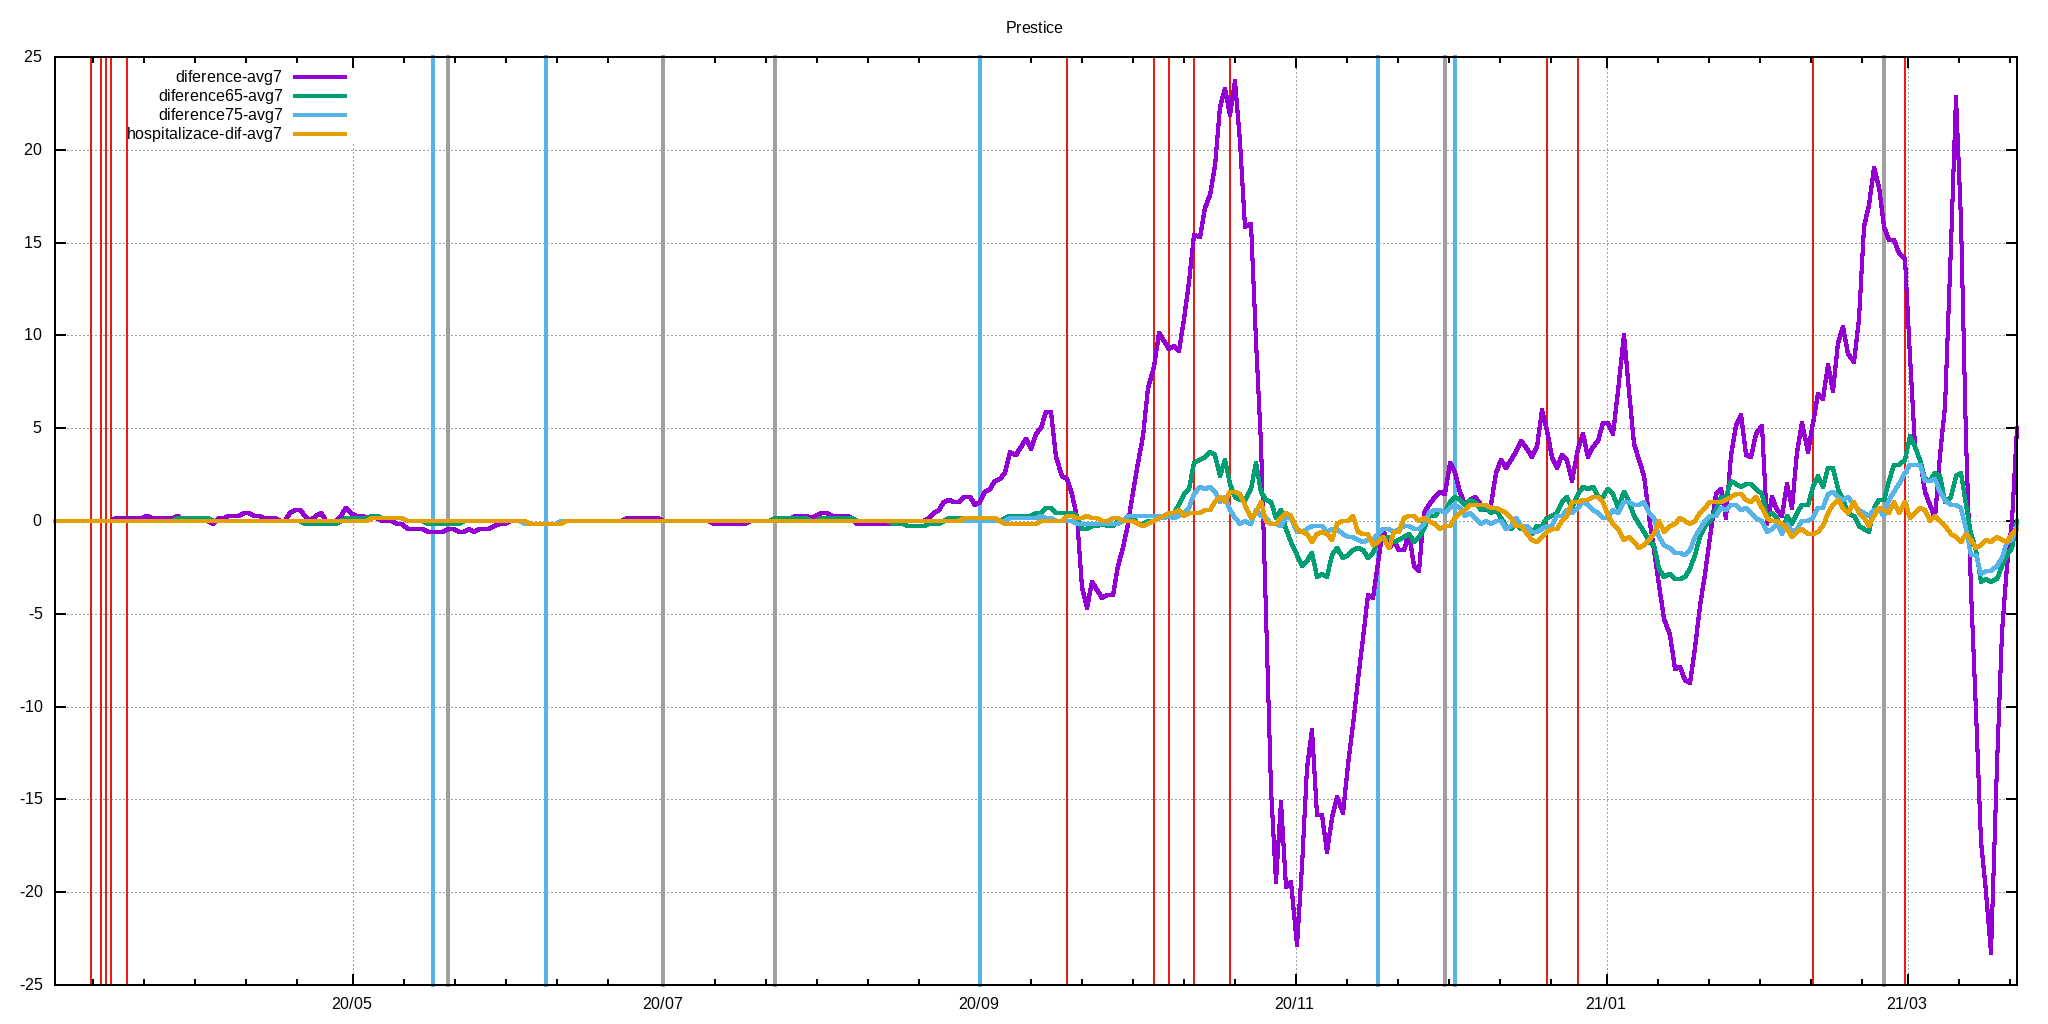 Prestice
25
diference-avg7
diference65-avg7
diference75-avg7
hospitalizace-dif-avg7
20
15
10
5
0
-5
-10
-15
-20
-25
20/05 20/07 20/09 20/11 21/01 21/03